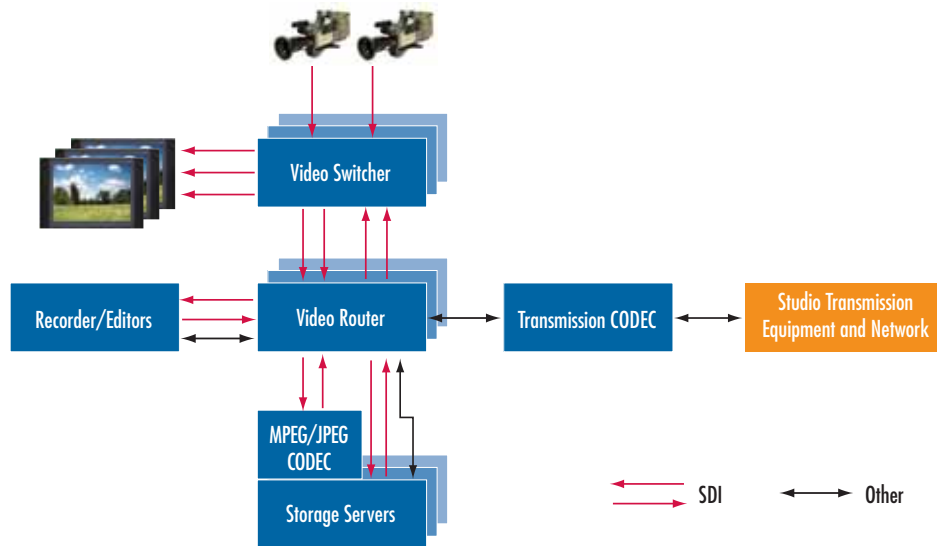 Video Switcher
Recorder/Editors
Video Router
Transmission CODEC
Studio Transmission
Equipment and Network
MPEG/JPEG
CODEC
Storage Servers
SDI
Other